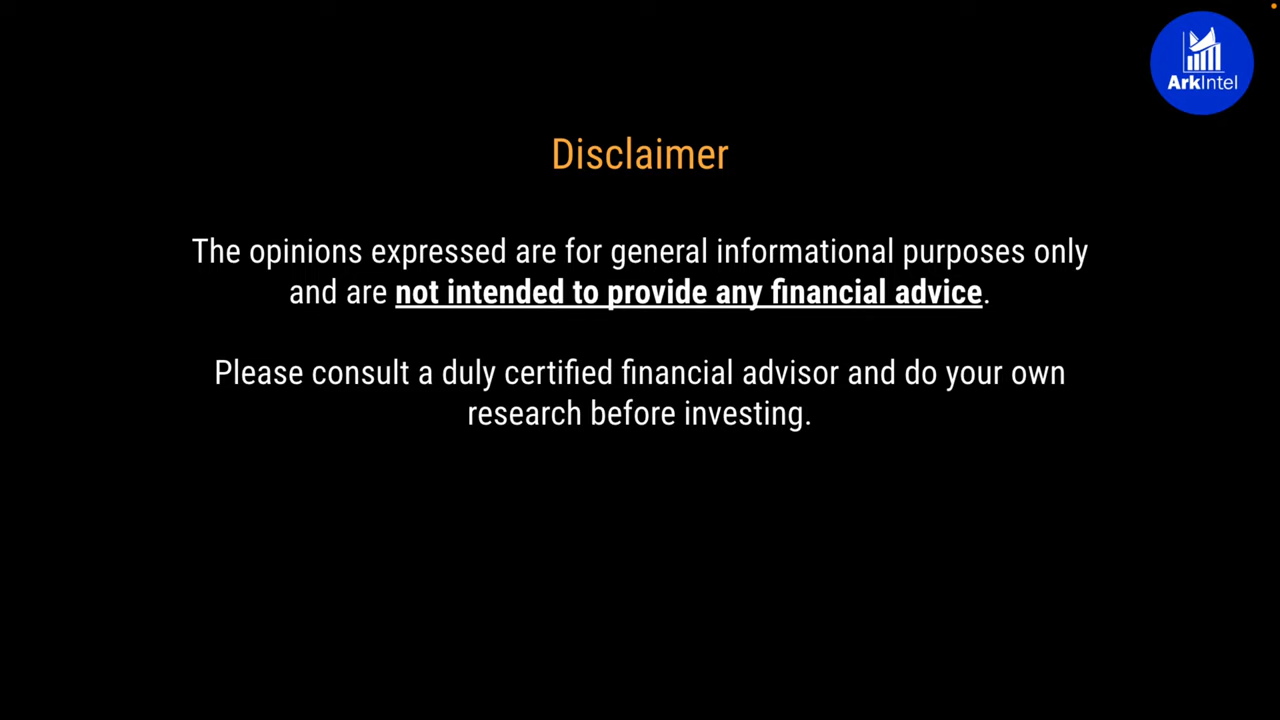 ArkIntel
Disclaimer
The opinions expressed are for general informational purposes only
and are not intended to provide any financial advice.
Please consult a duly certified financial advisor and do your own
research before investing.